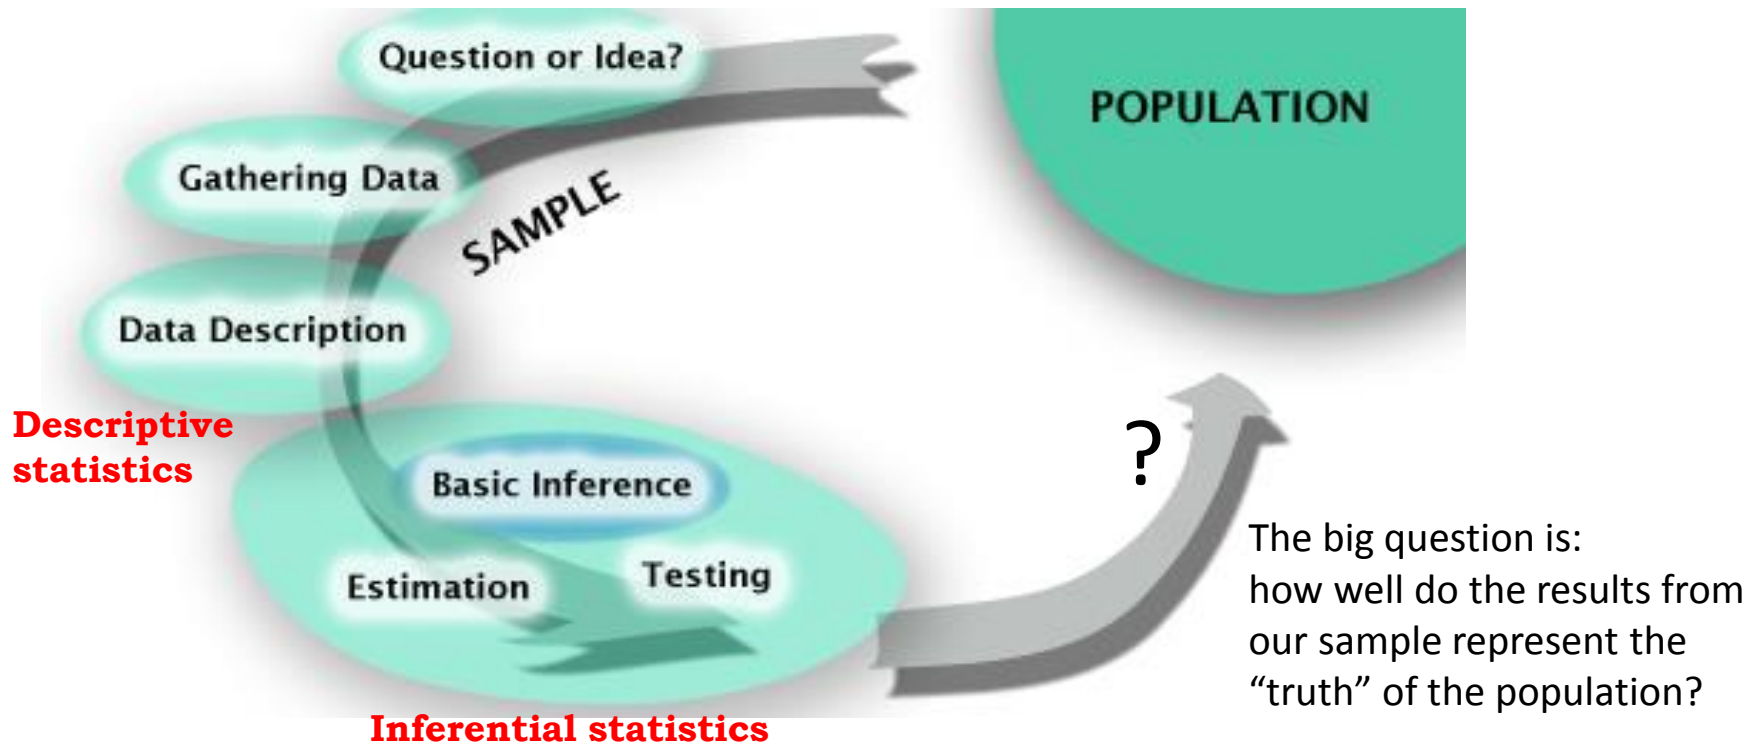 Question or Idea?
POPULATION
Gathering Data
SAMPLE
Data Description
Descriptive
statistics
Basic Inference
Estimation
Testing
?
The big question is:
how well do the results from
our sample represent the
“truth” of the population?
Inferential statistics